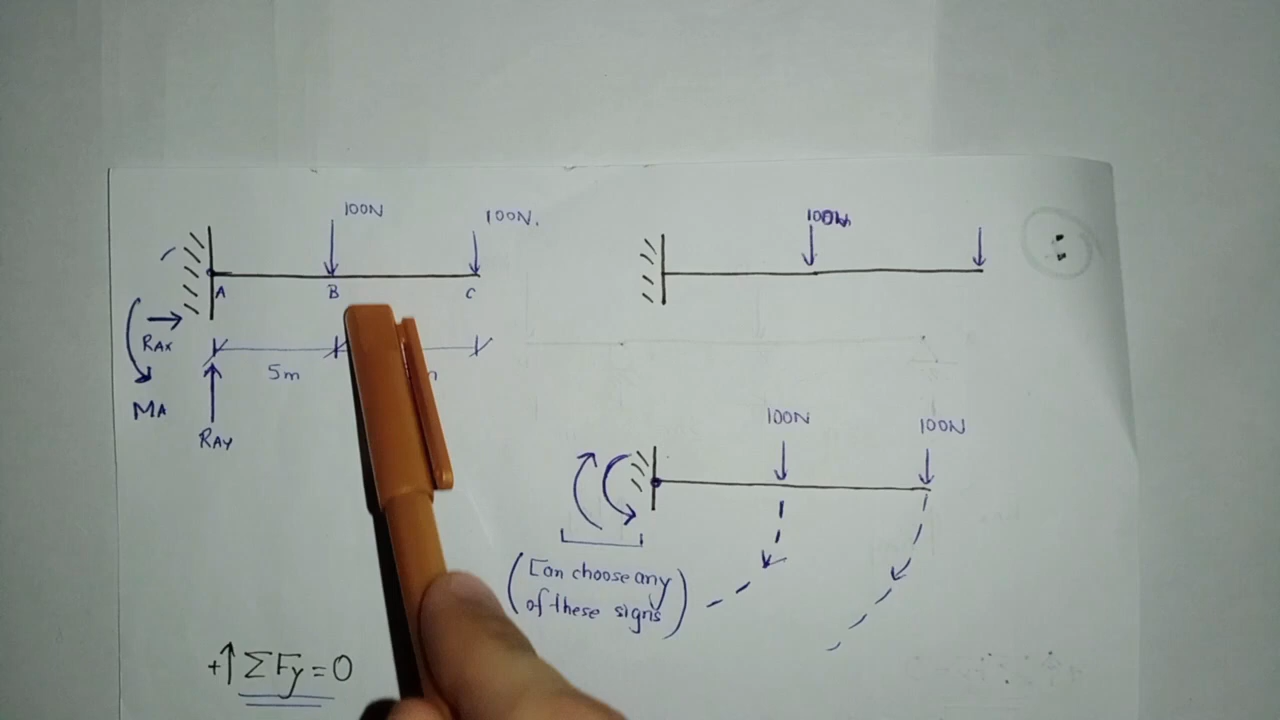 100N
100N.
A
B
C
RAX
5m
MA
RAY
100N
100N
100N
(Can choose any
of these signs)
+↑ ΣFy=0